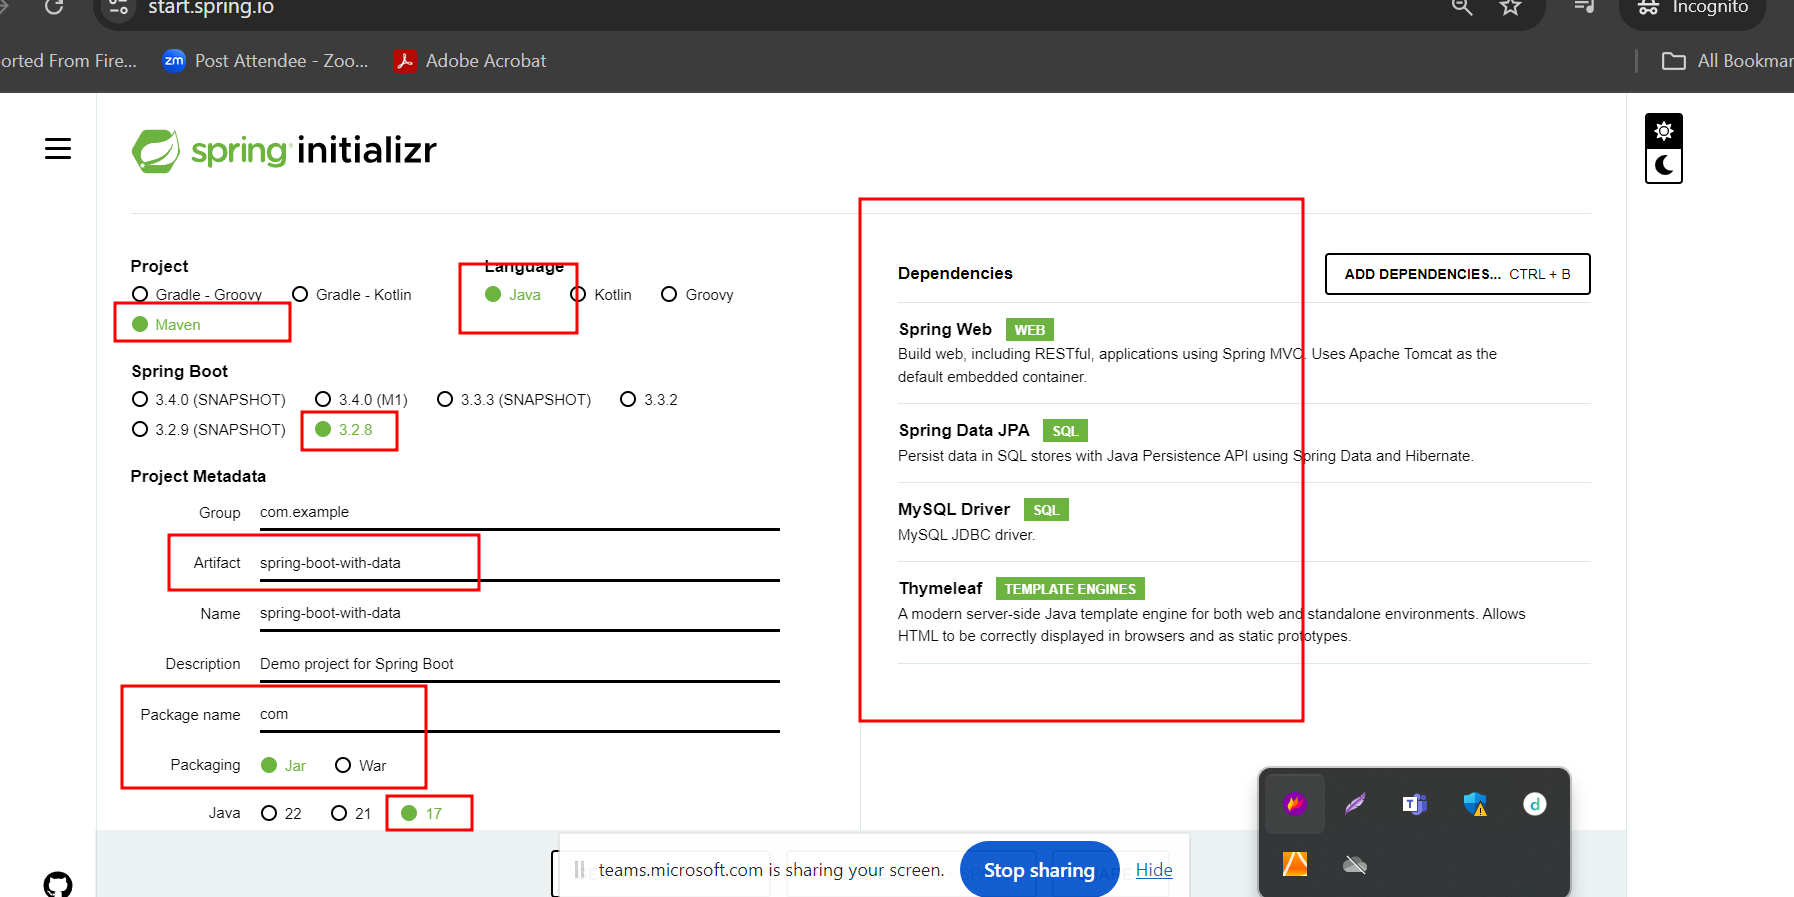 start.spring.io
Incognito
orted From Fire...
Post Attendee - Zoo...
Adobe Acrobat
All Bookmar
spring initializr
Project
Gradle - Groovy
Gradle - Kotlin
Maven
Language
Java
Kotlin
Groovy
Spring Boot
3.4.0 (SNAPSHOT)
3.4.0 (M1)
3.3.3 (SNAPSHOT)
3.3.2
3.2.9 (SNAPSHOT)
3.2.8
Project Metadata
Group com.example
Artifact spring-boot-with-data
Name spring-boot-with-data
Description Demo project for Spring Boot
Package name com
Packaging Jar War
Java 22 21 17
Dependencies
ADD DEPENDENCIES... CTRL + B
Spring Web WEB
Build web, including RESTful, applications using Spring MVC. Uses Apache Tomcat as the
default embedded container.
Spring Data JPA SQL
Persist data in SQL stores with Java Persistence API using Spring Data and Hibernate.
MySQL Driver SQL
MySQL JDBC driver.
Thymeleaf TEMPLATE ENGINES
A modern server-side Java template engine for both web and standalone environments. Allows
HTML to be correctly displayed in browsers and as static prototypes.
teams.microsoft.com is sharing your screen.
Stop sharing
Hide